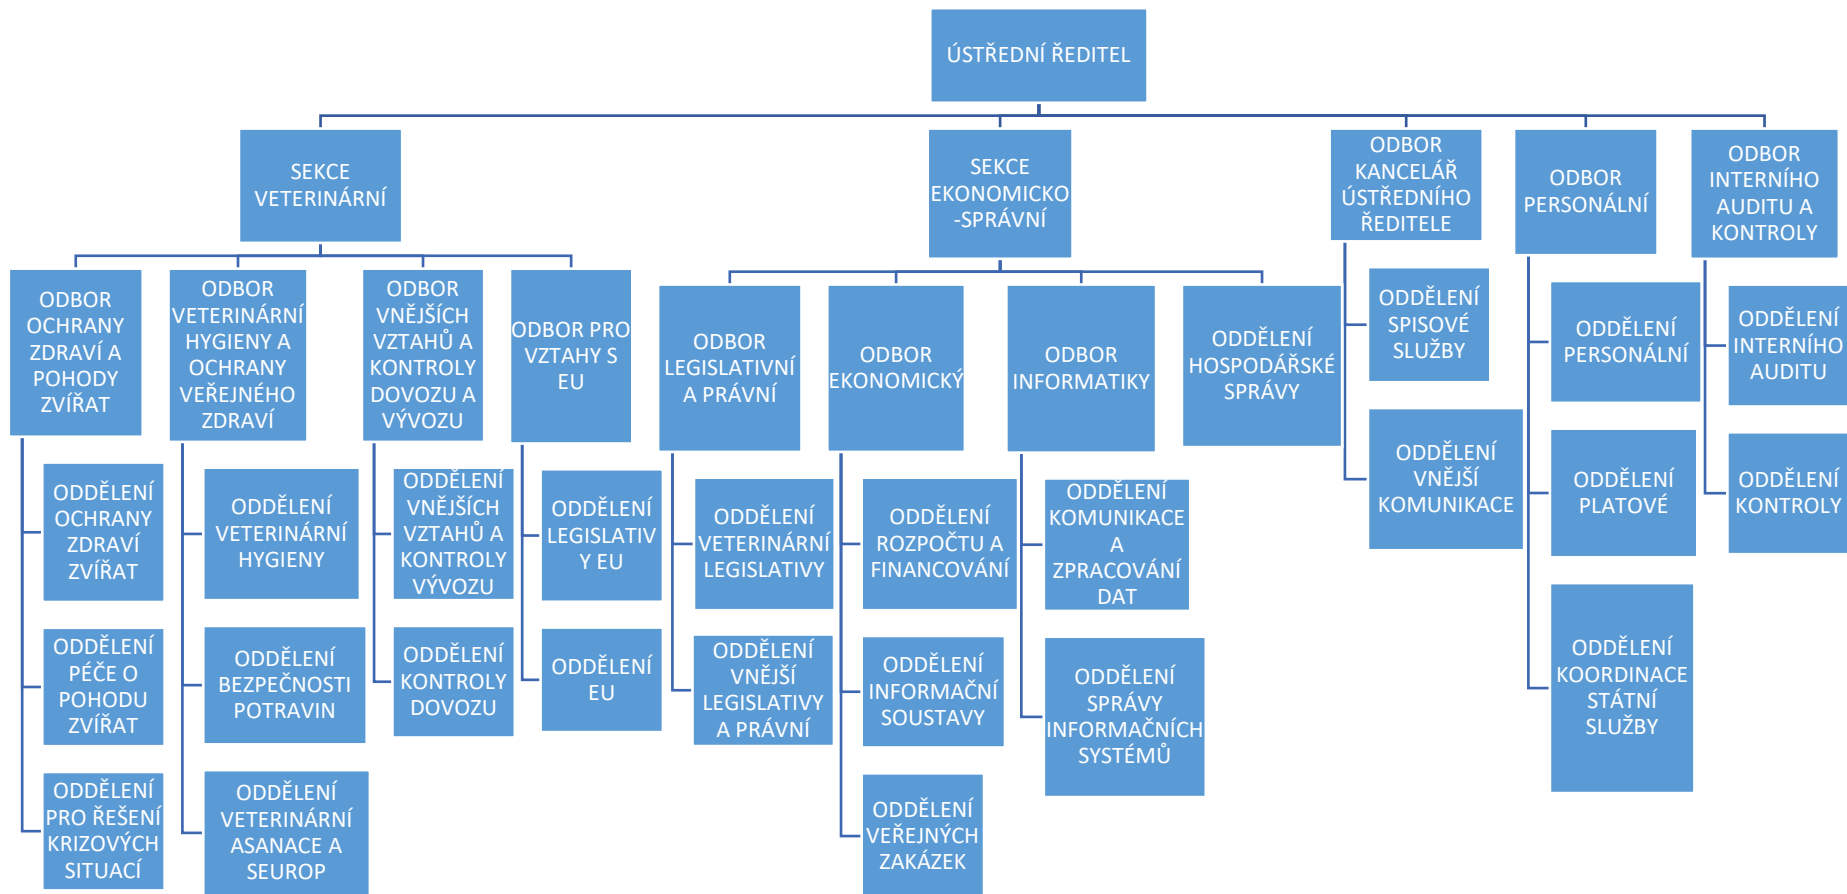 ÚSTŘEDNÍ ŘEDITEL
SEKCE
VETERINÁRNÍ
SEKCE
EKONOMICKO
-SPRÁVNÍ
ODBOR
KANCELÁŘ
ÚSTŘEDNÍHO
ŘEDITELE
ODBOR
PERSONÁLNÍ
ODBOR
INTERNÍHO
AUDITU A
KONTROLY
ODBOR
OCHRANY
ZDRAVÍ A
POHODY
ZVÍŘAT
ODBOR
VETERINÁRNÍ
HYGIENY A
OCHRANY
VEŘEJNÉHO
ZDRAVÍ
ODBOR
VNĚJŠÍCH
VZTAHŮ A
KONTROLY
DOVOZU A
VÝVOZU
ODBOR PRO
VZTAHY S
EU
ODBOR
LEGISLATIVNÍ
A PRÁVNÍ
ODBOR
EKONOMICKÝ
ODBOR
INFORMATIKY
ODDĚLENÍ
HOSPODÁŘSKÉ
SPRÁVY
ODDĚLENÍ
SPISOVÉ
SLUŽBY
ODDĚLENÍ
PERSONÁLNÍ
ODDĚLENÍ
INTERNÍHO
AUDITU
ODDĚLENÍ
VNĚJŠÍ
KOMUNIKACE
ODDĚLENÍ
PLATOVÉ
ODDĚLENÍ
KONTROLY
ODDĚLENÍ
OCHRANY
ZDRAVÍ
ZVÍŘAT
ODDĚLENÍ
VETERINÁRNÍ
HYGIENY
ODDĚLENÍ
VNĚJŠÍCH
VZTAHŮ A
KONTROLY
VÝVOZU
ODDĚLENÍ
LEGISLATIV
Y EU
ODDĚLENÍ
VETERINÁRNÍ
LEGISLATIVY
ODDĚLENÍ
ROZPOČTU A
FINANCOVÁNÍ
ODDĚLENÍ
KOMUNIKACE
A
ZPRACOVÁNÍ
DAT
ODDĚLENÍ
PÉČE O
POHODU
ZVÍŘAT
ODDĚLENÍ
BEZPEČNOSTI
POTRAVIN
ODDĚLENÍ
KONTROLY
DOVOZU
ODDĚLENÍ
EU
ODDĚLENÍ
VNĚJŠÍ
LEGISLATIVY
A PRÁVNÍ
ODDĚLENÍ
INFORMAČNÍ
SOUSTAVY
ODDĚLENÍ
SPRÁVY
INFORMAČNÍCH
SYSTÉMŮ
ODDĚLENÍ
KOORDINACE
STÁTNÍ
SLUŽBY
ODDĚLENÍ
PRO ŘEŠENÍ
KRIZOVÝCH
SITUACÍ
ODDĚLENÍ
VETERINÁRNÍ
ASANACE A
SEUROP
ODDĚLENÍ
VEŘEJNÝCH
ZAKÁZEK